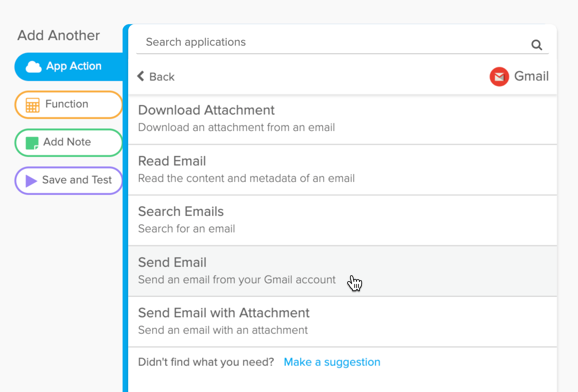 Add Another
App Action
Function
Add Note
Save and Test
Search applications
Back
Gmail
Download Attachment
Download an attachment from an email
Read Email
Read the content and metadata of an email
Search Emails
Search for an email
Send Email
Send an email from your Gmail account
Send Email with Attachment
Send an email with an attachment
Didn't find what you need? Make a suggestion